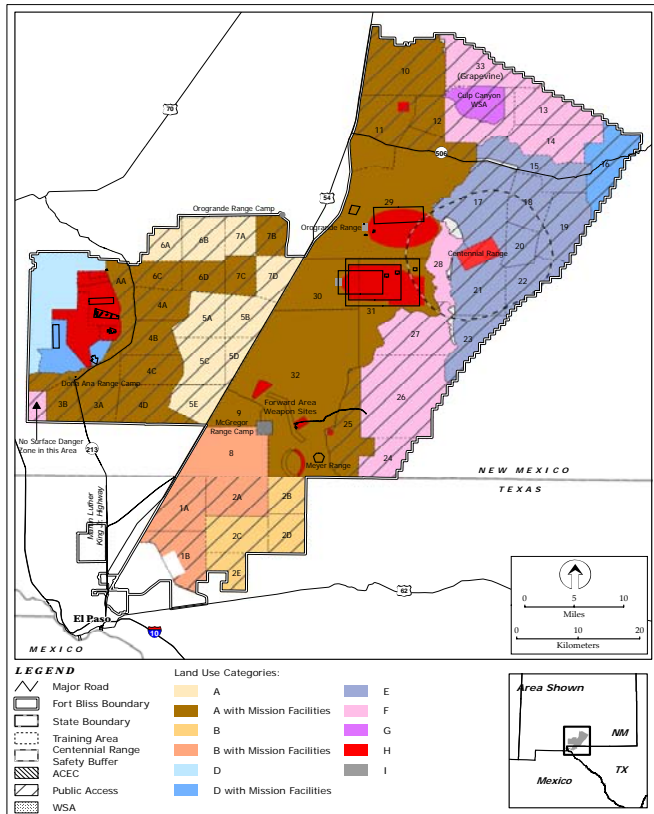 10
33
(Grapevine)
Culp Canyon
WSA
13
12
14
11
70
506
16
15
54
29
17
18
19
Orogrande Range Camp
Orogrande Range
7A
7B
6B
6A
Centennial Range
20
28
AA
6C
6D
7C
7D
30
31
21
22
4A
5A
5B
27
23
4B
5C
5D
4C
32
26
Doña Ana Range Camp
3B
3A
4D
5E
9
Forward Area
Weapon Sites
McGregor
Range Camp
25
No Surface Danger
Zone in this Area
213
8
Meyer Range
24
NEW MEXICO
TEXAS
Martin Luther
King Jr. Highway
1A
2A
2B
2C
2D
1B
2E
62
El Paso
10
MEXICO
0 5 10
Miles
0 10 20
Kilometers
LEGEND
Major Road
Fort Bliss Boundary
State Boundary
Training Area
Centennial Range
Safety Buffer
ACEC
Public Access
WSA
Land Use Categories:
A
A with Mission Facilities
B
B with Mission Facilities
D
D with Mission Facilities
E
F
G
H
I
Area Shown
NM
TX
Mexico